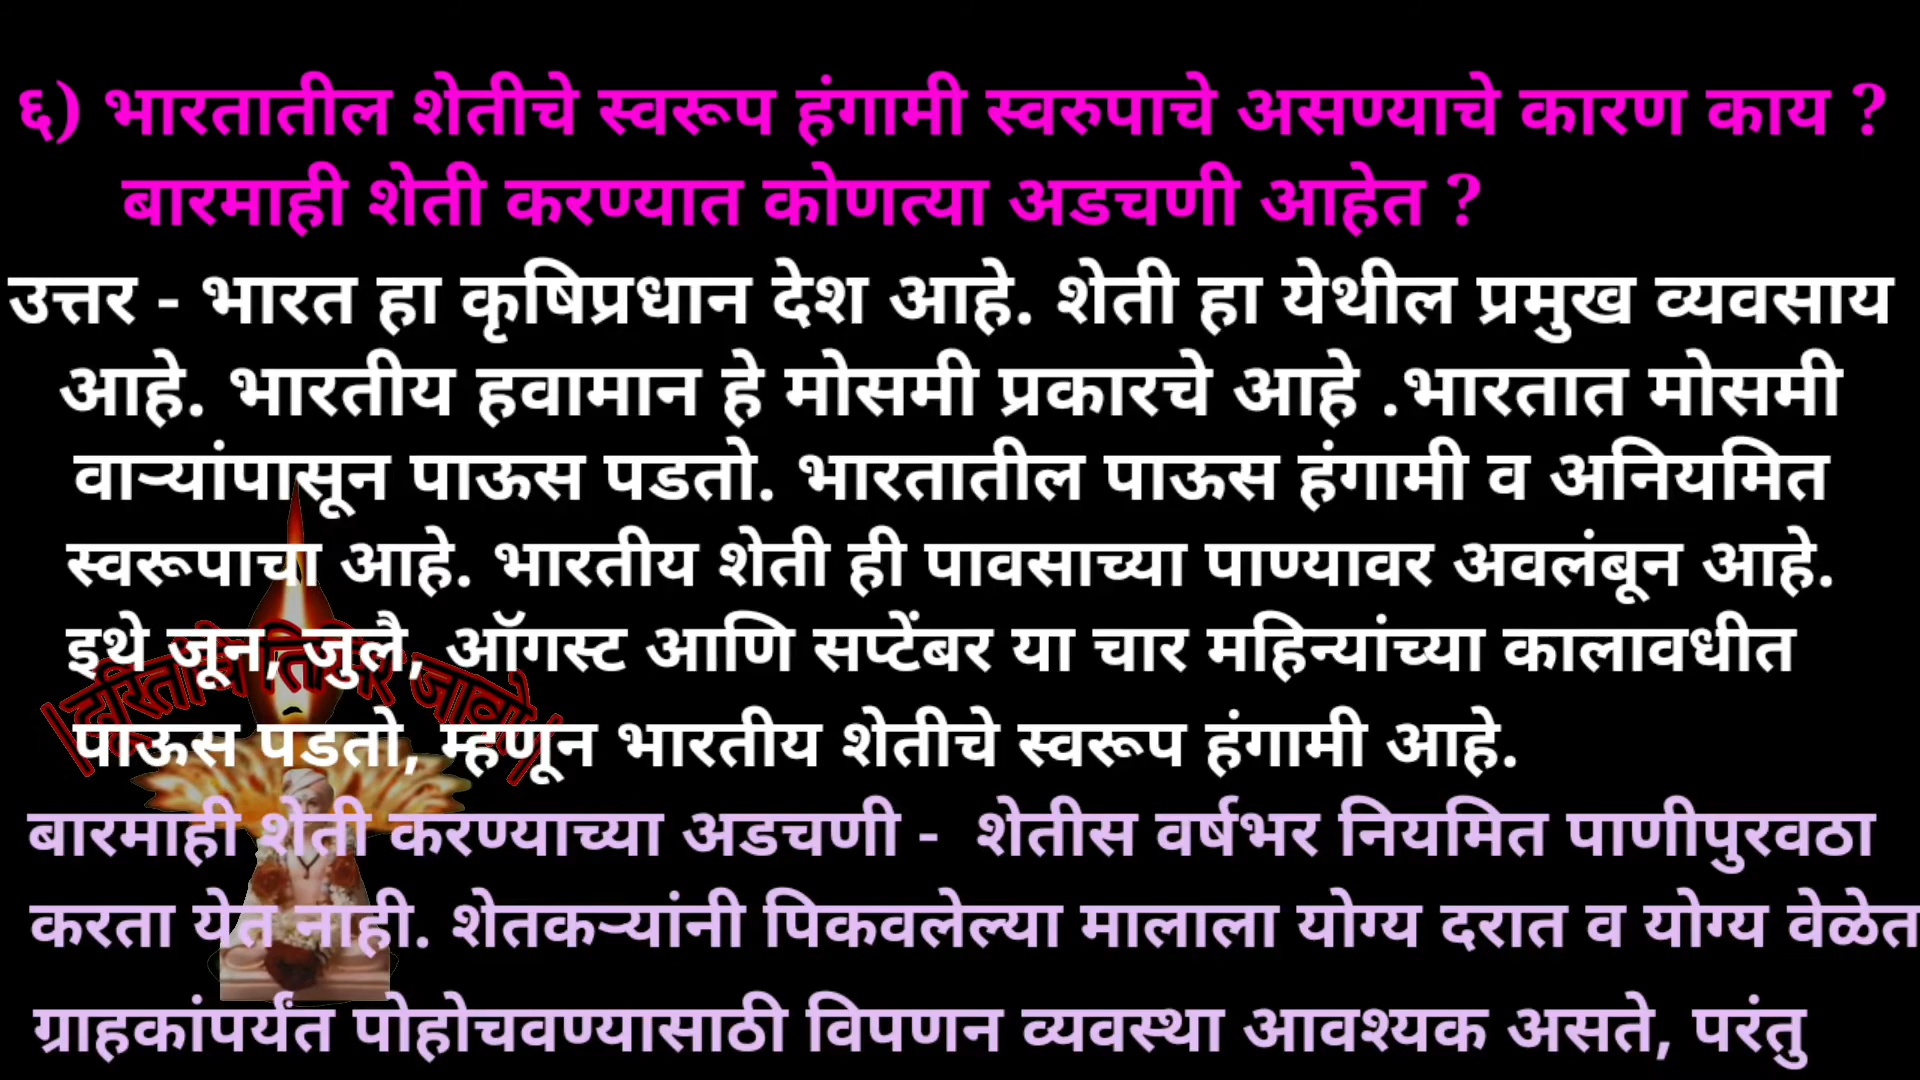 ६) भारतातील शेतीचे स्वरूप हंगामी स्वरुपाचे असण्याचे कारण काय ?
बारमाही शेती करण्यात कोणत्या अडचणी आहेत ?
उत्तर - भारत हा कृषिप्रधान देश आहे. शेती हा येथील प्रमुख व्यवसाय
आहे. भारतीय हवामान हे मोसमी प्रकारचे आहे .भारतात मोसमी
वाऱ्यांपासून पाऊस पडतो. भारतातील पाऊस हंगामी व अनियमित
स्वरूपाचा आहे. भारतीय शेती ही पावसाच्या पाण्यावर अवलंबून आहे.
इथे जून, जुलै, ऑगस्ट आणि सप्टेंबर या चार महिन्यांच्या कालावधीत
|दुरितांचे तिमिर जावो|
पाऊस पडतो, म्हणून भारतीय शेतीचे स्वरूप हंगामी आहे.
बारमाही शेती करण्याच्या अडचणी - शेतीस वर्षभर नियमित पाणीपुरवठा
करता येत नाही. शेतकऱ्यांनी पिकवलेल्या मालाला योग्य दरात व योग्य वेळेत
ग्राहकांपर्यंत पोहोचवण्यासाठी विपणन व्यवस्था आवश्यक असते, परंतु